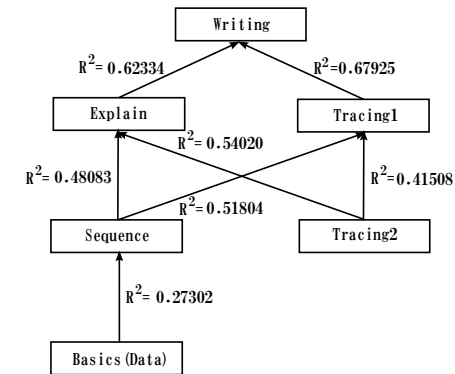 Writing
R²= 0.62334
R²=0.67925
Explain
Tracing1
R²= 0.54020
R²= 0.48083
R²= 0.41508
R²= 0.51804
Sequence
Tracing2
R²= 0.27302
Basics(Data)